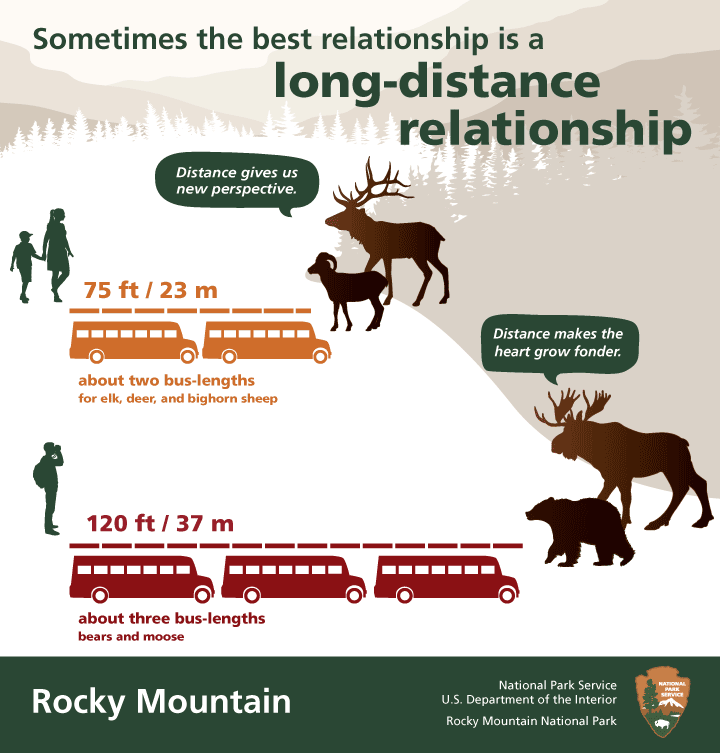 Sometimes the best relationship is a
long-distance
relationship
Distance gives us
new perspective.
75 ft / 23 m
about two bus-lengths
for elk, deer, and bighorn sheep
Distance makes the
heart grow fonder.
120 ft / 37 m
about three bus-lengths
bears and moose
Rocky Mountain
National Park Service
U.S. Department of the Interior
Rocky Mountain National Park
NATIONAL
PARK
SERVICE